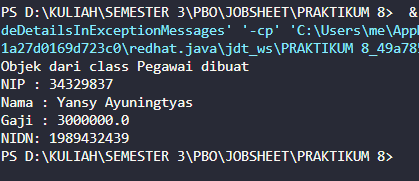 PS D:\KULIAH\SEMESTER 3\PBO\JOBSHEET\PRAKTIKUM 8> &
deDetailsInExceptionMessages' '-cp' 'C:\Users\me\App
1a27d0169d723c0\redhat.java\jdt_ws\PRAKTIKUM 8_49a785
Objek dari class Pegawai dibuat
NIP : 34329837
Nama : Yansy Ayuningtyas
Gaji : 3000000.0
NIDN: 1989432439
PS D:\KULIAH\SEMESTER 3\PBO\JOBSHEET\PRAKTIKUM 8>